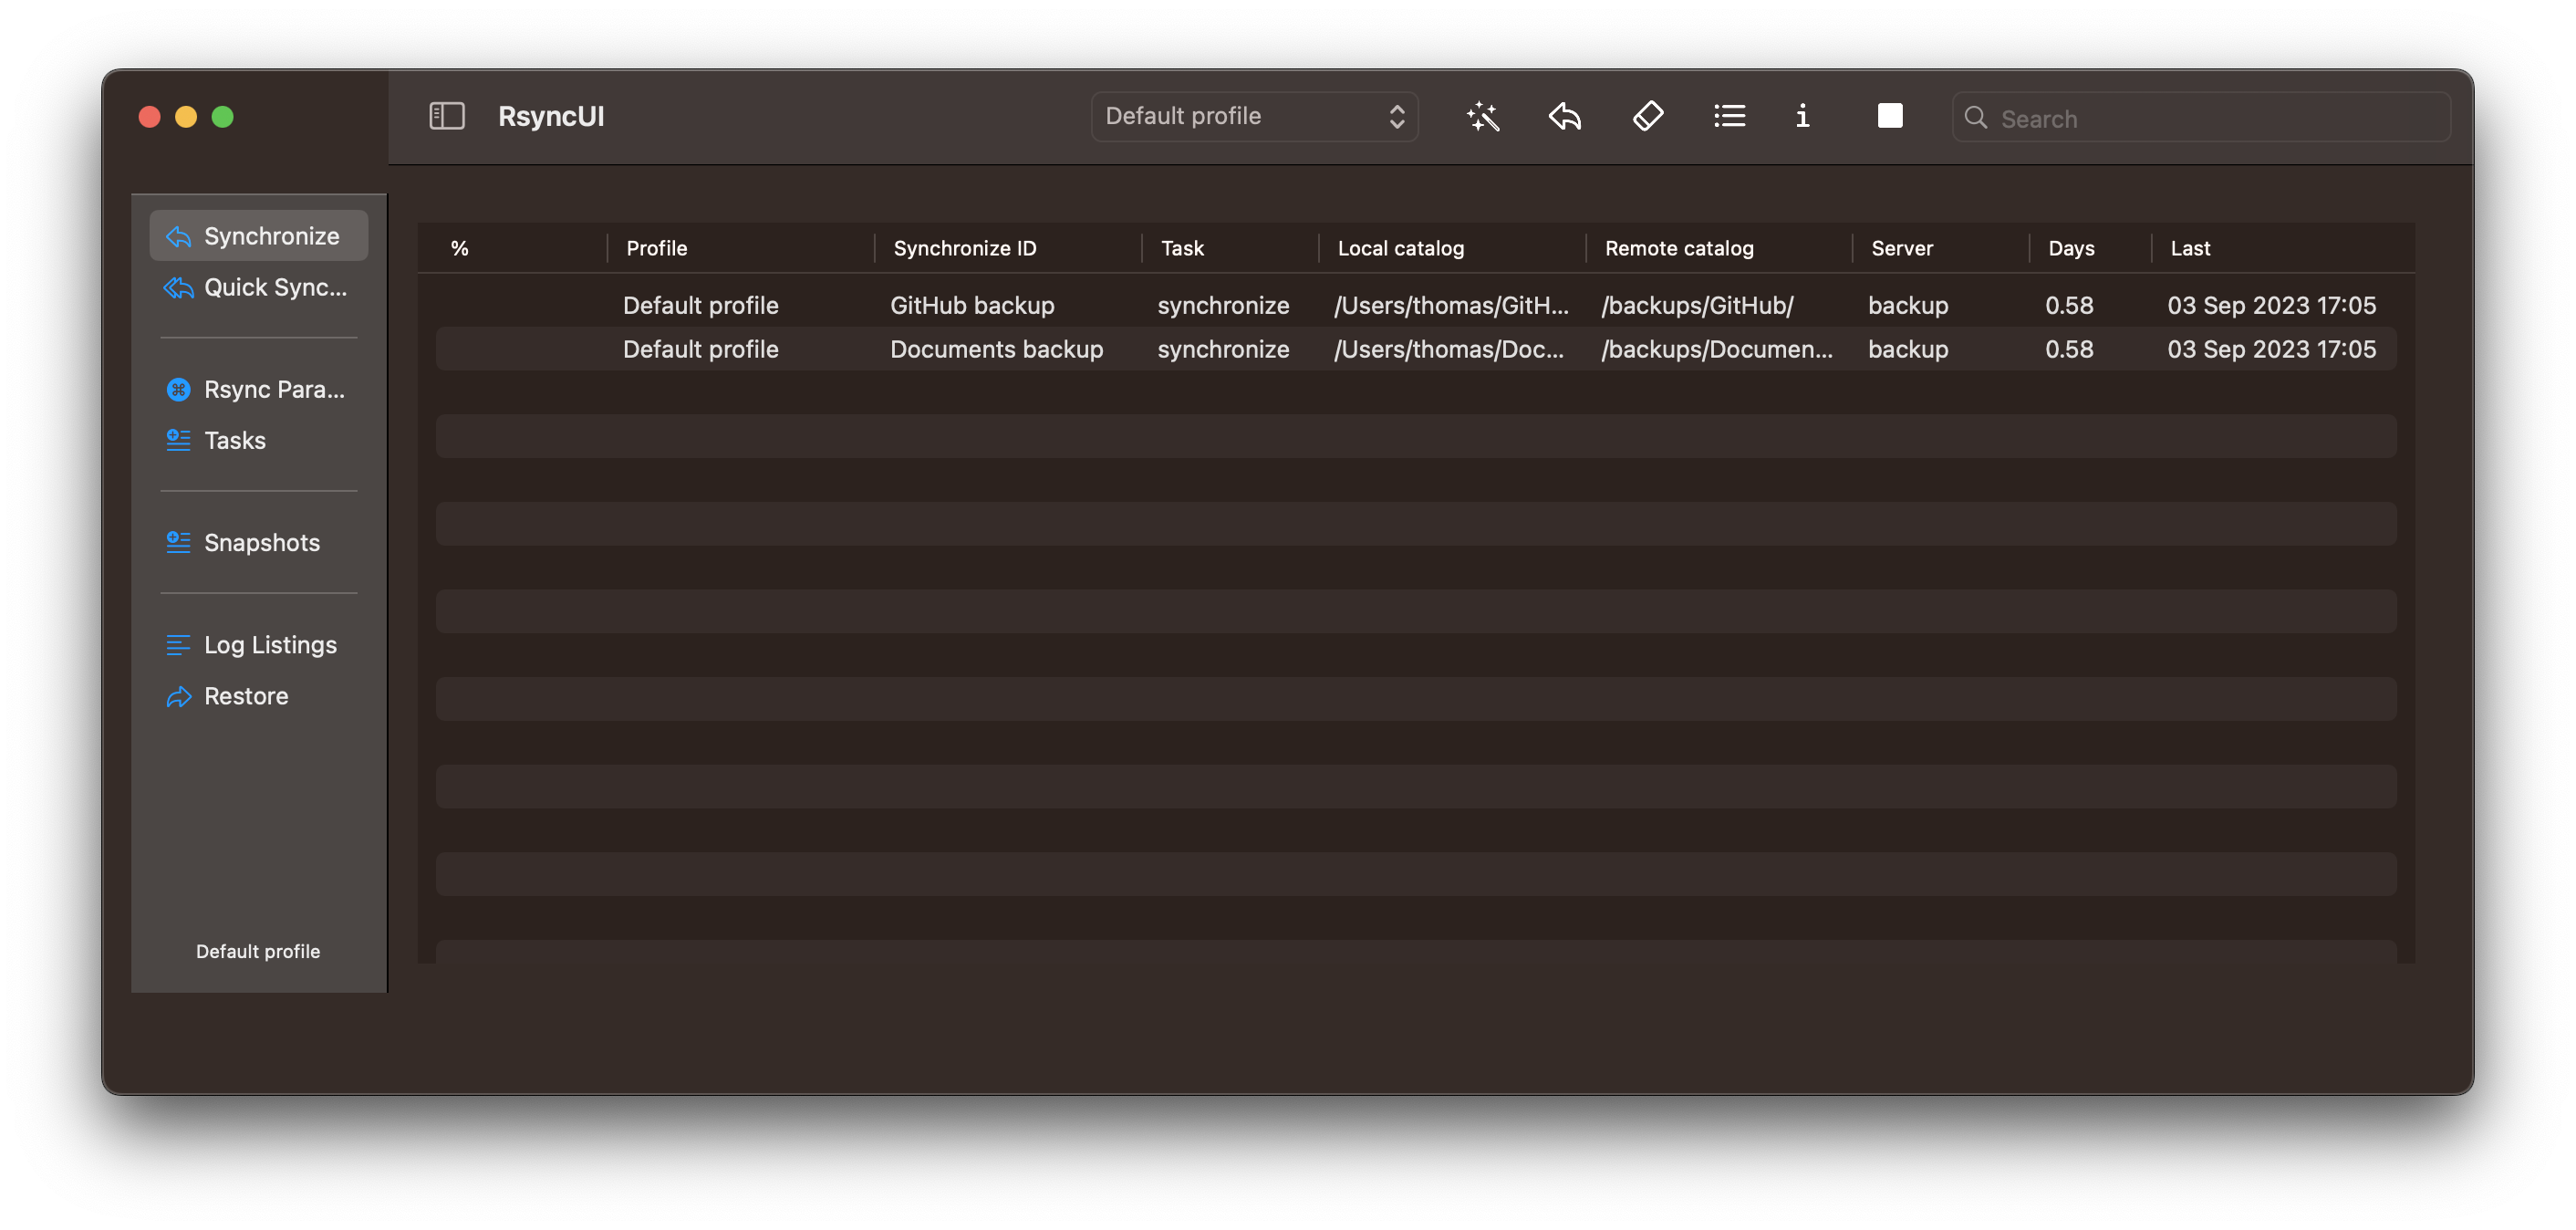 RsyncUI
Default profile
Search
Synchronize
Quick Sync...
Rsync Para...
Tasks
Snapshots
Log Listings
Restore
Default profile
% Profile Synchronize ID Task Local catalog Remote catalog Server Days Last
Default profile GitHub backup synchronize /Users/thomas/GitH... /backups/GitHub/ backup 0.58 03 Sep 2023 17:05
Default profile Documents backup synchronize /Users/thomas/Doc... /backups/Documen... backup 0.58 03 Sep 2023 17:05